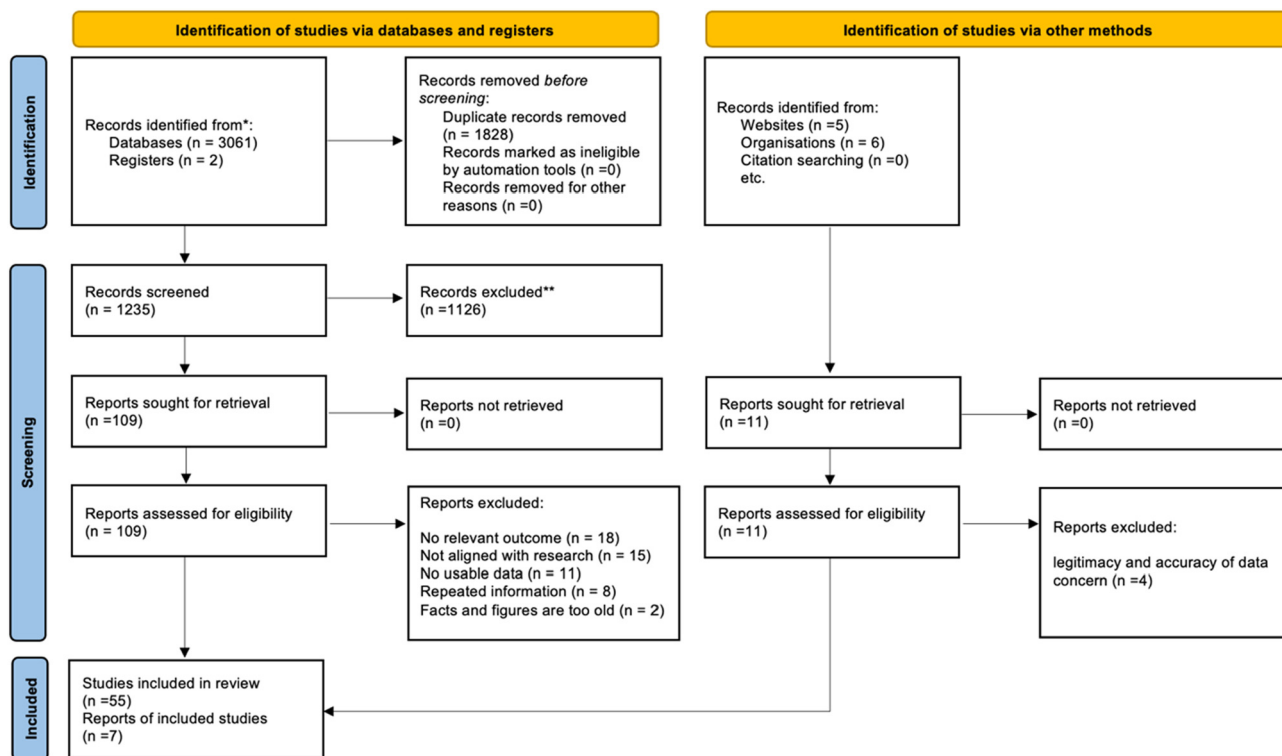 Identification of studies via databases and registers
Identification of studies via other methods
Identification
Records identified from*:
Databases (n = 3061)
Registers (n = 2)
Records removed before
screening:
Duplicate records removed
(n = 1828)
Records marked as ineligible
by automation tools (n =0)
Records removed for other
reasons (n =0)
Records identified from:
Websites (n =5)
Organisations (n = 6)
Citation searching (n =0)
etc.
Screening
Records screened
(n = 1235)
Records excluded**
(n =1126)
Reports sought for retrieval
(n =109)
Reports not retrieved
(n =0)
Reports sought for retrieval
(n =11)
Reports not retrieved
(n =0)
Reports assessed for eligibility
(n = 109)
Reports excluded:
No relevant outcome (n = 18)
Not aligned with research (n = 15)
No usable data (n = 11)
Repeated information (n = 8)
Facts and figures are too old (n = 2)
Reports assessed for eligibility
(n =11)
Reports excluded:
legitimacy and accuracy of data
concern (n =4)
Included
Studies included in review
(n =55)
Reports of included studies
(n =7)